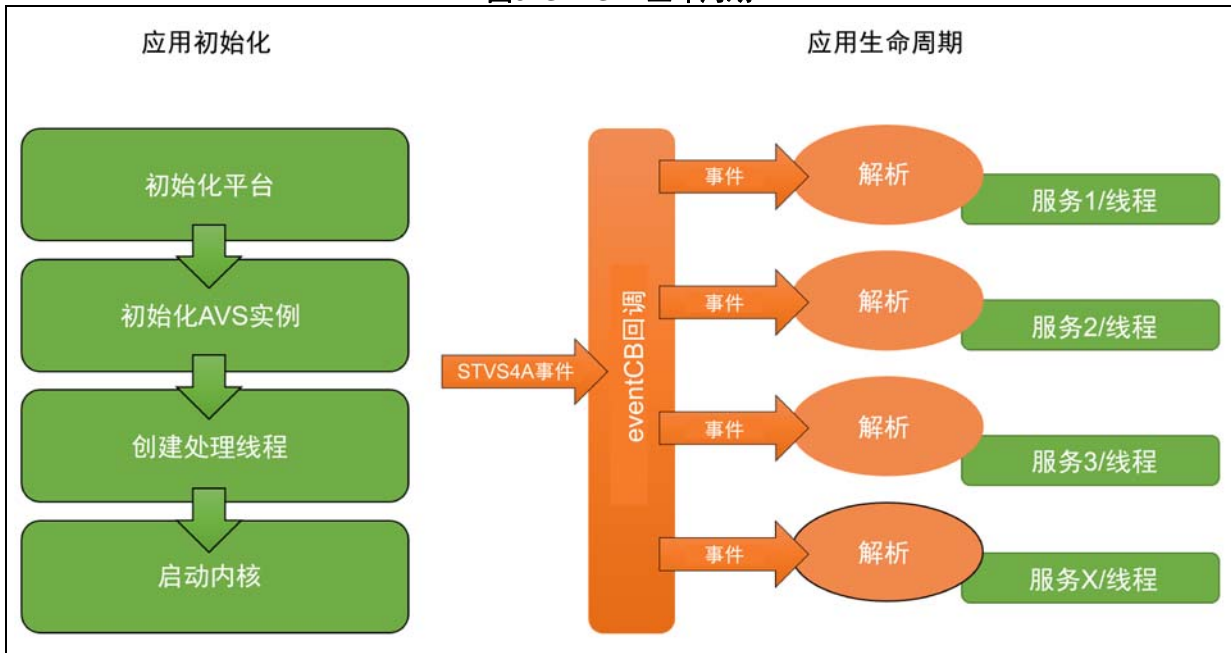 应用初始化
应用生命周期
初始化平台
初始化AVS实例
创建处理线程
启动内核
STVS4A事件
eventCB回调
事件
解析
服务1/线程
事件
解析
服务2/线程
事件
解析
服务3/线程
事件
解析
服务X/线程